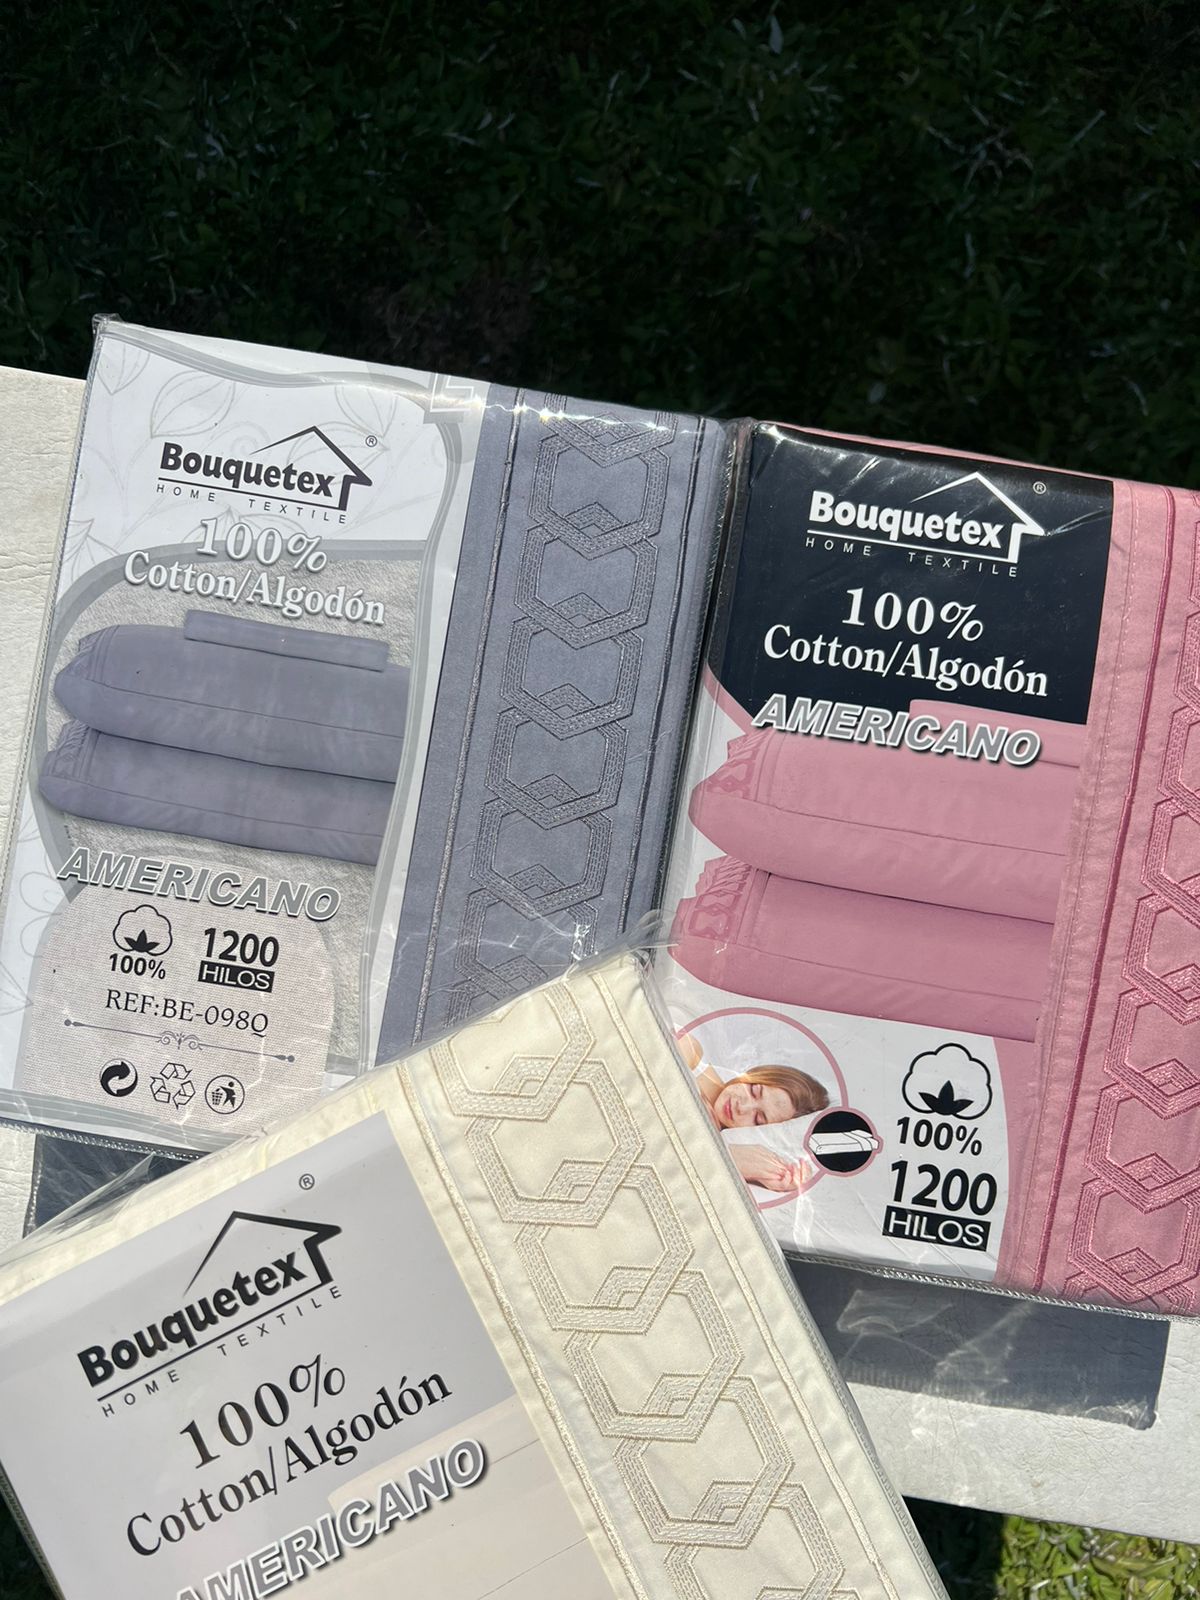 Bouquetex®
HOME TEXTILE
100%
Cotton/Algodón
AMERICANO
100%
1200
HILOS
REF:BE-098Q
Bouquetex®
HOME TEXTILE
100%
Cotton/Algodón
AMERICANO
100%
1200
HILOS
®
Bouquetex
HOME TEXTILE
100%
Cotton/Algodón
AMERICANO